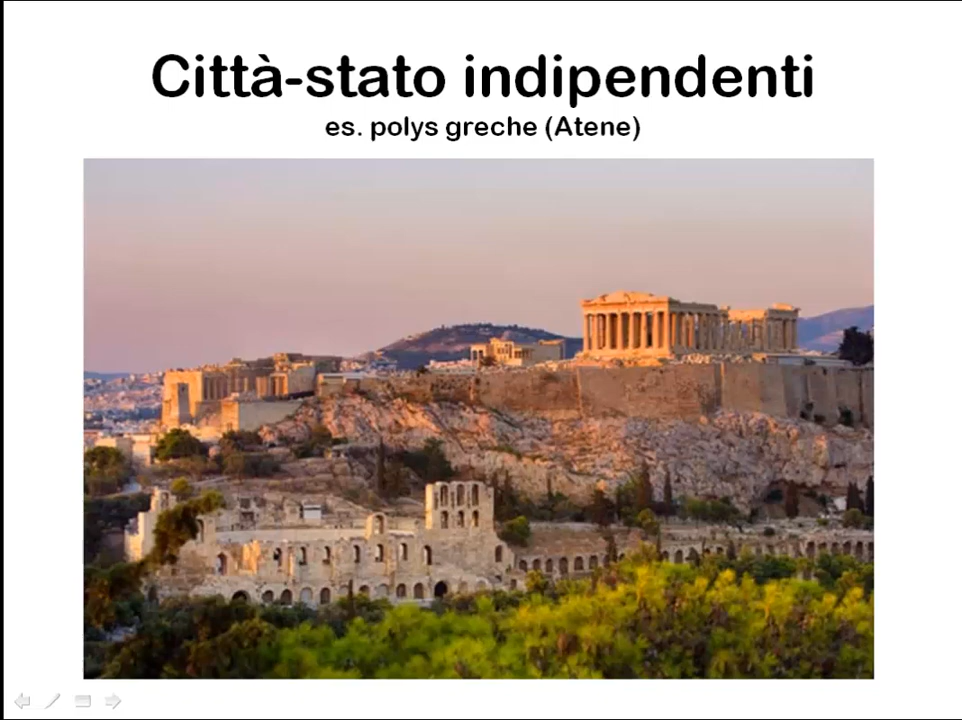 Città-stato indipendenti
es. polys greche (Atene)